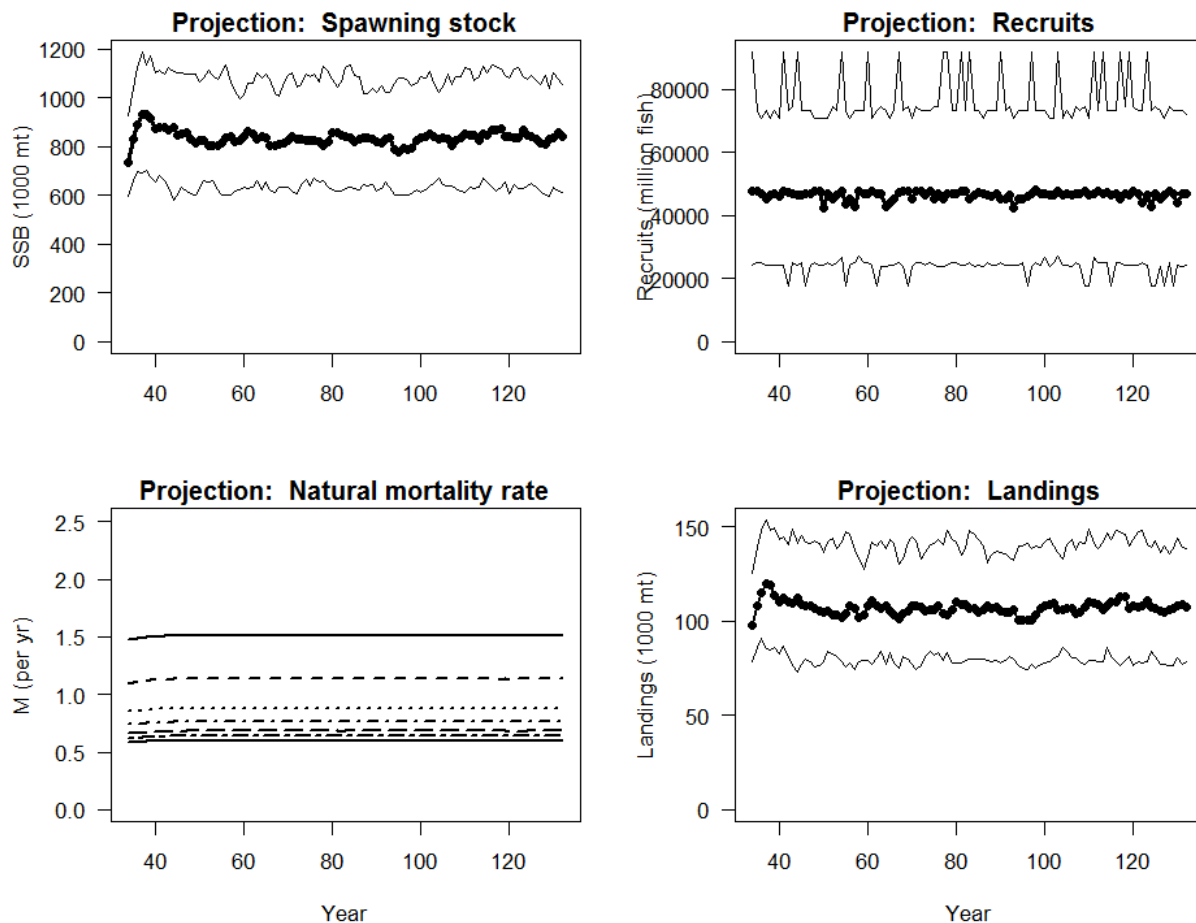 Projection:  Spawning stock
SSB (1000 mt)
1200
1000
800
600
400
200
0
40 60 80 100 120
Projection:  Recruits
Recruits (million fish)
80000
60000
40000
20000
0
40 60 80 100 120
Projection:  Natural mortality rate
M (per yr)
2.5
2.0
1.5
1.0
0.5
0.0
40 60 80 100 120
Year
Projection:  Landings
Landings (1000 mt)
150
100
50
0
40 60 80 100 120
Year